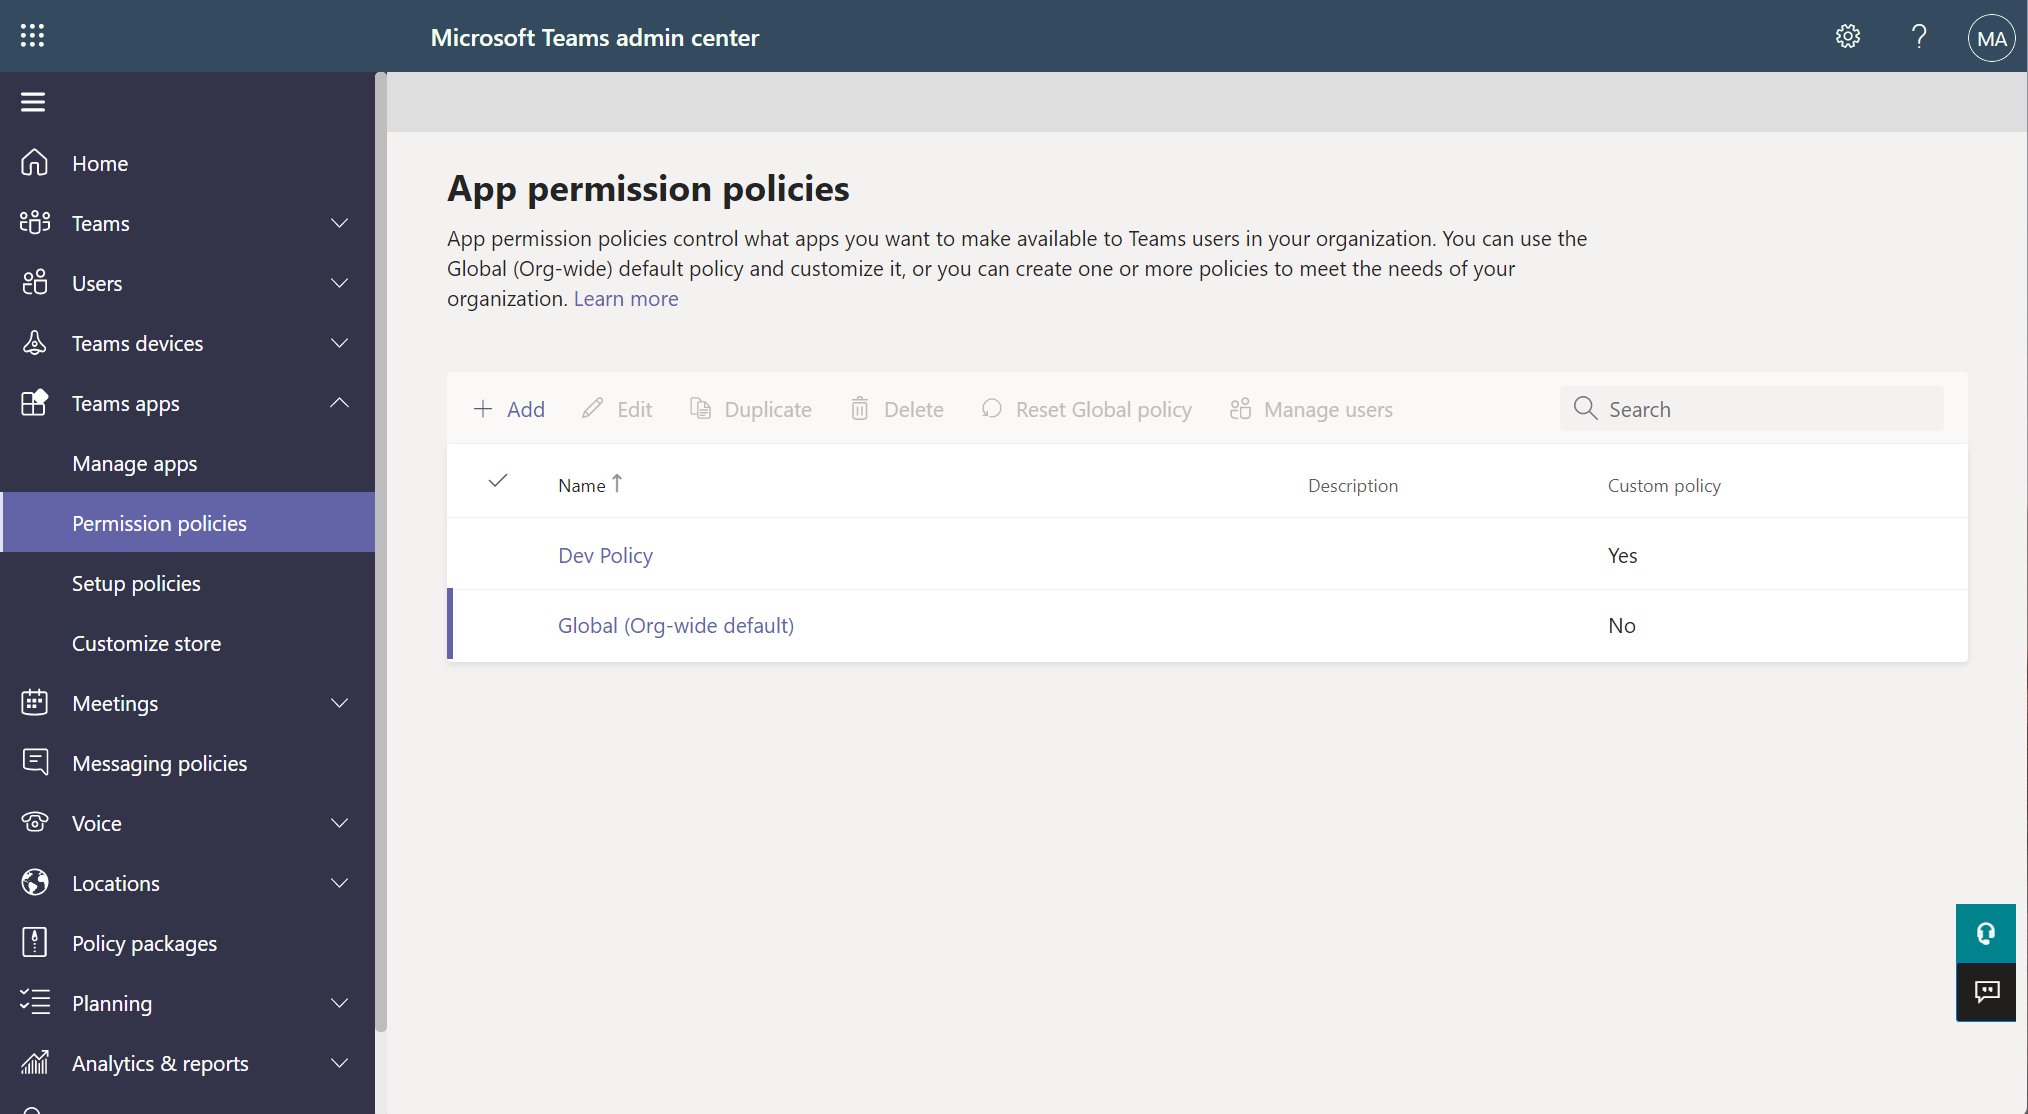 Microsoft Teams admin center
MA
Home
Teams
Users
Teams devices
Teams apps
Manage apps
Permission policies
Setup policies
Customize store
Meetings
Messaging policies
Voice
Locations
Policy packages
Planning
Analytics & reports
App permission policies
App permission policies control what apps you want to make available to Teams users in your organization. You can use the
Global (Org-wide) default policy and customize it, or you can create one or more policies to meet the needs of your
organization. Learn more
Add Edit Duplicate Delete Reset Global policy Manage users Search
Name Description Custom policy
Dev Policy Yes
Global (Org-wide default) No